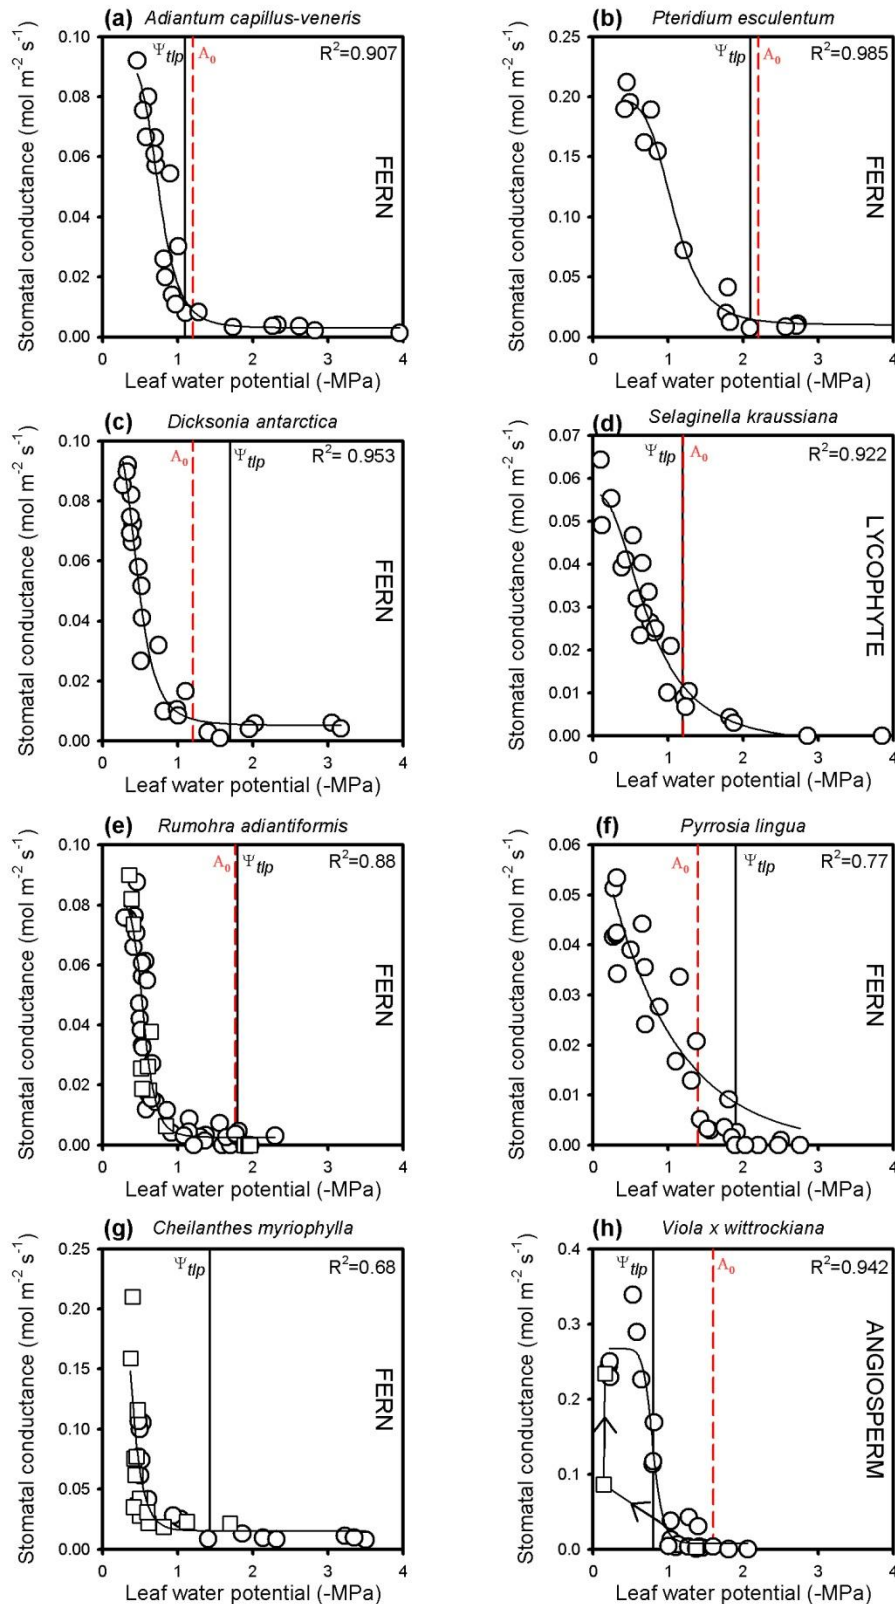 (a) Adiantum capillus-veneris
Ψtlp Λ0 R²=0.907
FERN
Stomatal conductance (mol m⁻² s⁻¹)
0.10
0.08
0.06
0.04
0.02
0.00
0 1 2 3 4
Leaf water potential (-MPa)
(b) Pteridium esculentum
Ψtlp Λ0 R²=0.985
FERN
Stomatal conductance (mol m⁻² s⁻¹)
0.25
0.20
0.15
0.10
0.050
0.00
0 1 2 3 4
Leaf water potential (-MPa)
(c) Dicksonia antarctica
Λ0 Ψtlp R²= 0.953
FERN
Stomatal conductance (mol m⁻² s⁻¹)
0.10
0.08
0.06
0.04
0.02
0.00
0 1 2 3 4
Leaf water potential (-MPa)
(d) Selaginella kraussiana
Ψtlp Λ0 R²=0.922
LYCOPHYTE
Stomatal conductance (mol m⁻² s⁻¹)
0.07
0.06
0.05
0.04
0.03
0.02
0.01
0.00
0 1 2 3 4
Leaf water potential (-MPa)
(e) Rumohra adiantiformis
Λ0 Ψtlp R²=0.88
FERN
Stomatal conductance (mol m⁻² s⁻¹)
0.10
0.08
0.06
0.04
0.02
0.00
0 1 2 3 4
Leaf water potential (-MPa)
(f) Pyrrosia lingua
Λ0 Ψtlp R²=0.77
FERN
Stomatal conductance (mol m⁻² s⁻¹)
0.06
0.05
0.04
0.03
0.02
0.01
0.00
0 1 2 3 4
Leaf water potential (-MPa)
(g) Cheilanthes myriophylla
Ψtlp R²=0.68
FERN
Stomatal conductance (mol m⁻² s⁻¹)
0.25
0.20
0.15
0.10
0.050
0.00
0 1 2 3 4
Leaf water potential (-MPa)
(h) Viola x wittrockiana
Ψtlp Λ0 R²=0.942
ANGIOSPERM
Stomatal conductance (mol m⁻² s⁻¹)
0.4
0.3
0.2
0.1
0.0
0 1 2 3 4
Leaf water potential (-MPa)